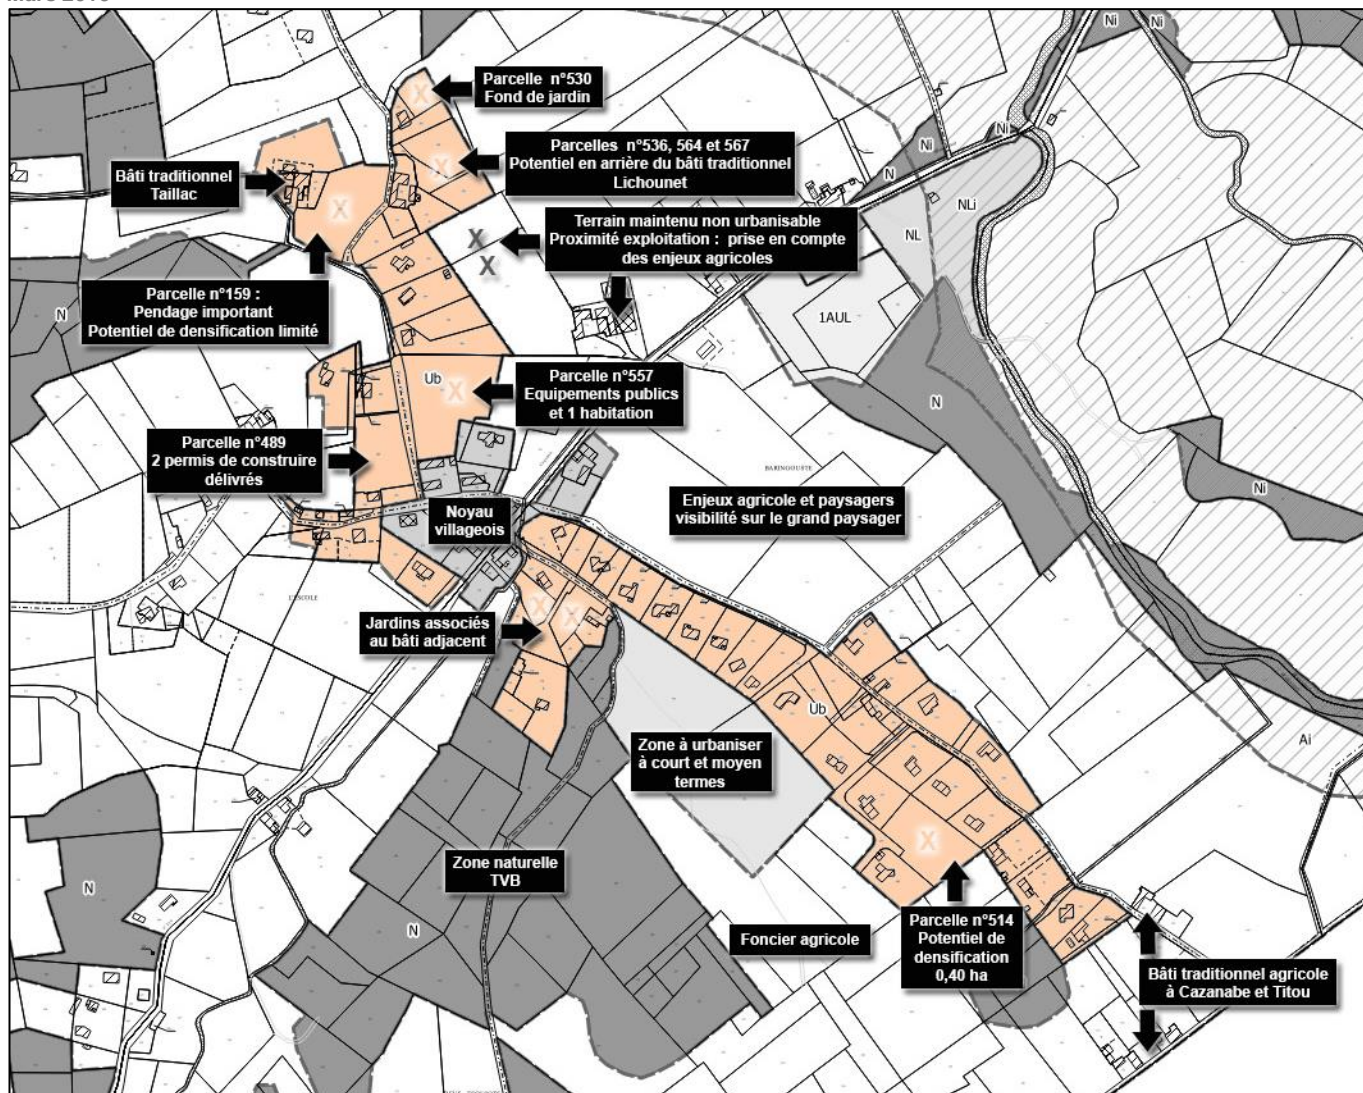 Mars 2018
Ni
Ni
Parcelle n°530
Fond de jardin
Ni
Ni
Parcelles n°536, 564 et 567
Potentiel en arrière du bâti traditionnel
Lichounet
Bâti traditionnel
Taillac
N
NLi
NL
Terrain maintenu non urbanisable
Proximité exploitation : prise en compte
des enjeux agricoles
X
X
X
X
X
Parcelle n°159 :
Pendage important
Potentiel de densification limité
N
1AUL
Ub
X
Parcelle n°557
Equipements publics
et 1 habitation
N
Parcelle n°489
2 permis de construire
délivrés
BARINGOUSTE
Ni
Enjeux agricole et paysagers
visibilité sur le grand paysager
Noyau
villageois
L'ESCOLE
X
X
Jardins associés
au bâti adjacent
Ub
Ai
Zone à urbaniser
à court et moyen
termes
X
Zone naturelle
TVB
N
N
Foncier agricole
Parcelle n°514
Potentiel de
densification
0,40 ha
Bâti traditionnel agricole
à Cazanabe et Titou